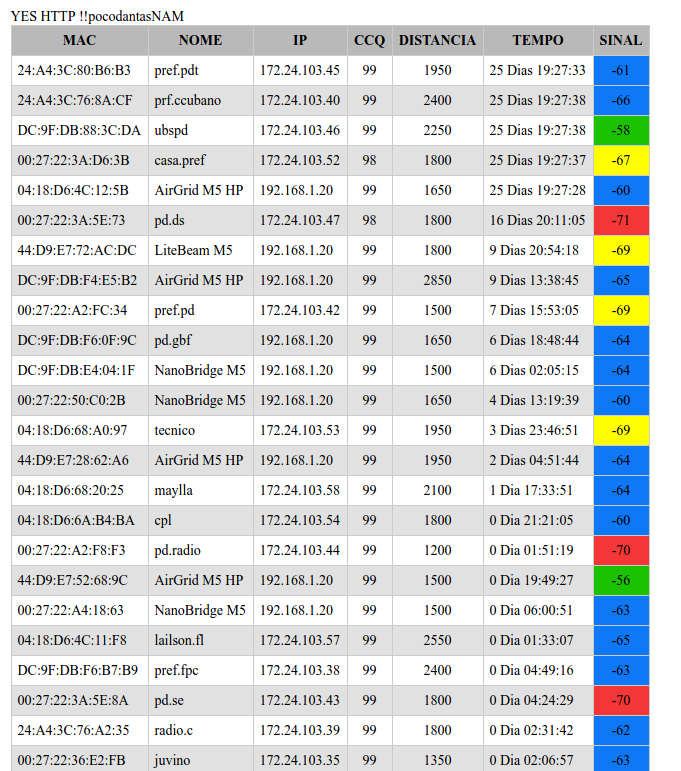 YES HTTP !!pocodantasNAM
MAC NOME IP CCQ DISTANCIA TEMPO SINAL
24:A4:3C:80:B6:B3 pref.pdt 172.24.103.45 99 1950 25 Dias 19:27:33 -61
24:A4:3C:76:8A:CF prf.ccubano 172.24.103.40 99 2400 25 Dias 19:27:38 -66
DC:9F:DB:88:3C:DA ubspd 172.24.103.46 99 2250 25 Dias 19:27:38 -58
00:27:22:3A:D6:3B casa.pref 172.24.103.52 98 1800 25 Dias 19:27:37 -67
04:18:D6:4C:12:5B AirGrid M5 HP 192.168.1.20 99 1650 25 Dias 19:27:28 -60
00:27:22:3A:5E:73 pd.ds 172.24.103.47 98 1800 16 Dias 20:11:05 -71
44:D9:E7:72:AC:DC LiteBeam M5 192.168.1.20 99 1800 9 Dias 20:54:18 -69
DC:9F:DB:F4:E5:B2 AirGrid M5 HP 192.168.1.20 99 2850 9 Dias 13:38:45 -65
00:27:22:A2:FC:34 pref.pd 172.24.103.42 99 1500 7 Dias 15:53:05 -69
DC:9F:DB:F6:0F:9C pd.gbf 192.168.1.20 99 1650 6 Dias 18:48:44 -64
DC:9F:DB:E4:04:1F NanoBridge M5 192.168.1.20 99 1500 6 Dias 02:05:15 -64
00:27:22:50:C0:2B NanoBridge M5 192.168.1.20 99 1650 4 Dias 13:19:39 -60
04:18:D6:68:A0:97 tecnico 172.24.103.53 99 1950 3 Dias 23:46:51 -69
44:D9:E7:28:62:A6 AirGrid M5 HP 192.168.1.20 99 1950 2 Dias 04:51:44 -64
04:18:D6:68:20:25 maylla 172.24.103.58 99 2100 1 Dia 17:33:51 -64
04:18:D6:6A:B4:BA cpl 172.24.103.54 99 1800 0 Dia 21:21:05 -60
00:27:22:A2:F8:F3 pd.radio 172.24.103.44 99 1200 0 Dia 01:51:19 -70
44:D9:E7:52:68:9C AirGrid M5 HP 192.168.1.20 99 1500 0 Dia 19:49:27 -56
00:27:22:A4:18:63 NanoBridge M5 192.168.1.20 99 1500 0 Dia 06:00:51 -63
04:18:D6:4C:11:F8 lailson.fl 172.24.103.57 99 2550 0 Dia 01:33:07 -65
DC:9F:DB:F6:B7:B9 pref.fpc 172.24.103.38 99 2400 0 Dia 04:49:16 -63
00:27:22:3A:5E:8A pd.se 172.24.103.43 99 1800 0 Dia 04:24:29 -70
24:A4:3C:76:A2:35 radio.c 172.24.103.39 99 1800 0 Dia 02:31:42 -62
00:27:22:36:E2:FB juvino 172.24.103.35 99 1350 0 Dia 02:06:57 -63